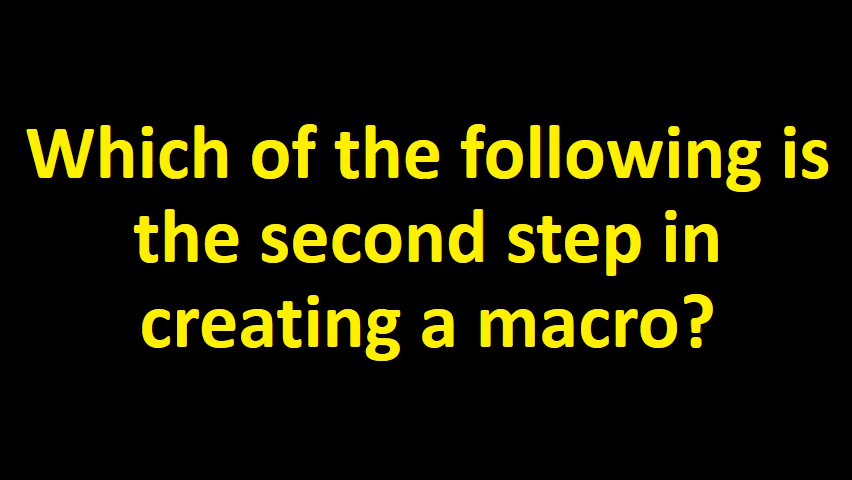 Which of the following is
the second step in
creating a macro?